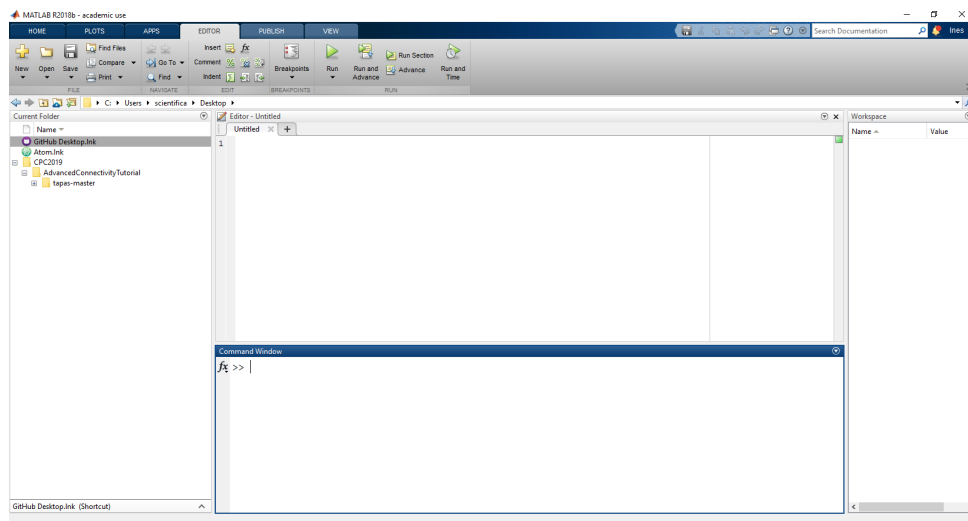 MATLAB R2018b - academic use
HOME PLOTS APPS EDITOR PUBLISH VIEW Search Documentation Ines
Find Files Insert fx Run Section
New Open Save Compare Go To Comment % Breakpoints Run Run and Advance Advance Run and Time
Print Find Indent
FILE NAVIGATE EDIT BREAKPOINTS RUN
C: Users scientifica Desktop
Current Folder Editor - Untitled Workspace
Name Untitled + Name Value
GitHub Desktop.lnk 1
Atom.lnk
CPC2019
AdvancedConnectivityTutorial
tapas-master
Command Window
fx >>
GitHub Desktop.lnk (Shortcut)